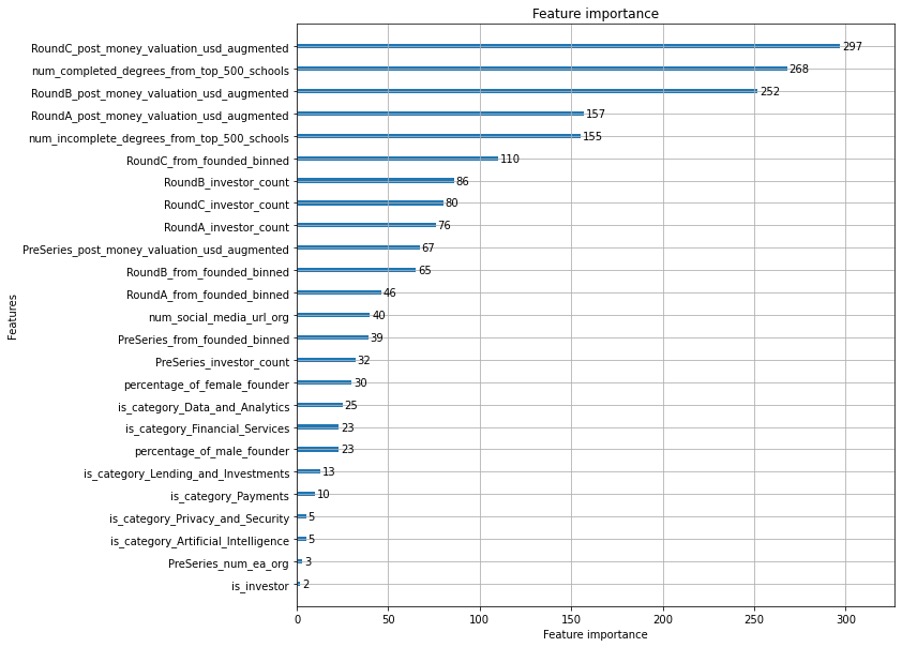 Feature importance
RoundC_post_money_valuation_usd_augmented 297
num_completed_degrees_from_top_500_schools 268
RoundB_post_money_valuation_usd_augmented 252
RoundA_post_money_valuation_usd_augmented 157
num_incomplete_degrees_from_top_500_schools 155
RoundC_from_founded_binned 110
RoundB_investor_count 86
RoundC_investor_count 80
RoundA_investor_count 76
PreSeries_post_money_valuation_usd_augmented 67
RoundB_from_founded_binned 65
RoundA_from_founded_binned 46
num_social_media_url_org 40
PreSeries_from_founded_binned 39
PreSeries_investor_count 32
percentage_of_female_founder 30
is_category_Data_and_Analytics 25
is_category_Financial_Services 23
percentage_of_male_founder 23
is_category_Lending_and_Investments 13
is_category_Payments 10
is_category_Privacy_and_Security 5
is_category_Artificial_Intelligence 5
PreSeries_num_ea_org 3
is_investor 2
Features
0 50 100 150 200 250 300
Feature importance